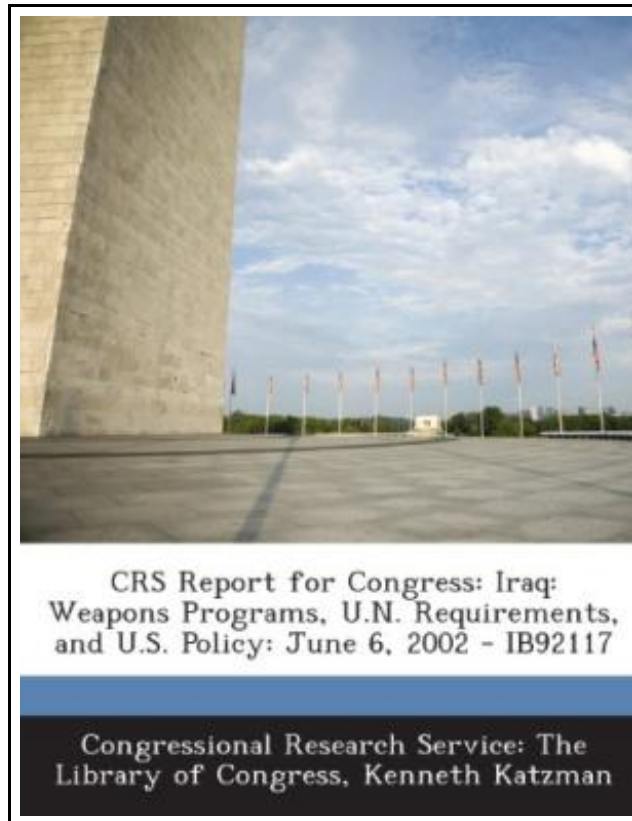 CRS Report for Congress: Iraq:
Weapons Programs, U.N. Requirements,
and U.S. Policy: June 6, 2002 - IB92117
Congressional Research Service: The
Library of Congress, Kenneth Katzman